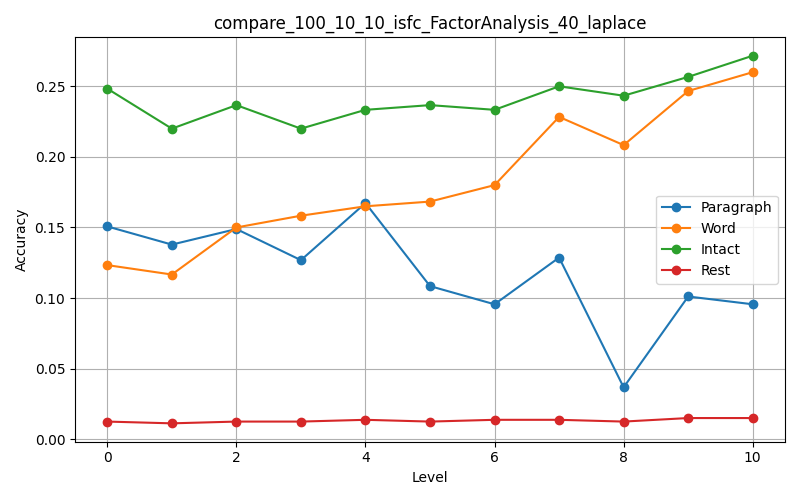 compare_100_10_10_isfc_FactorAnalysis_40_laplace
Accuracy
0.25
0.20
0.15
0.10
0.05
0.00
Paragraph
Word
Intact
Rest
0 2 4 6 8 10
Level